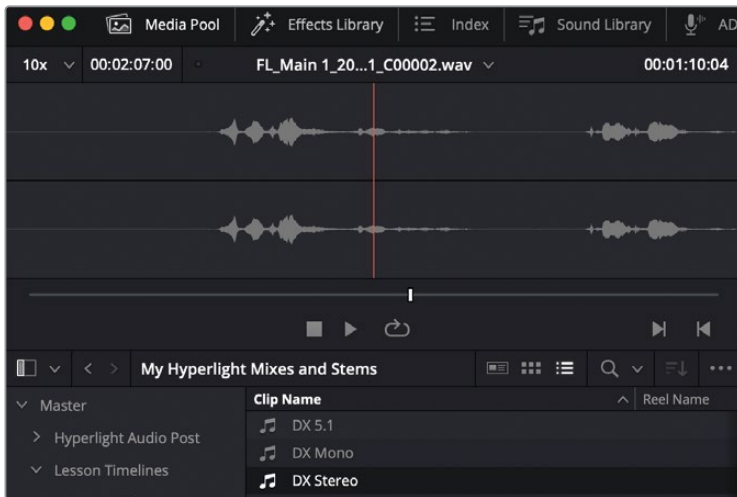 Media Pool Effects Library Index Sound Library AD
10x 00:02:07:00 FL_Main 1_20...1_C00002.wav 00:01:10:04
My Hyperlight Mixes and Stems
Master
Hyperlight Audio Post
Lesson Timelines
Clip Name Reel Name
DX 5.1
DX Mono
DX Stereo